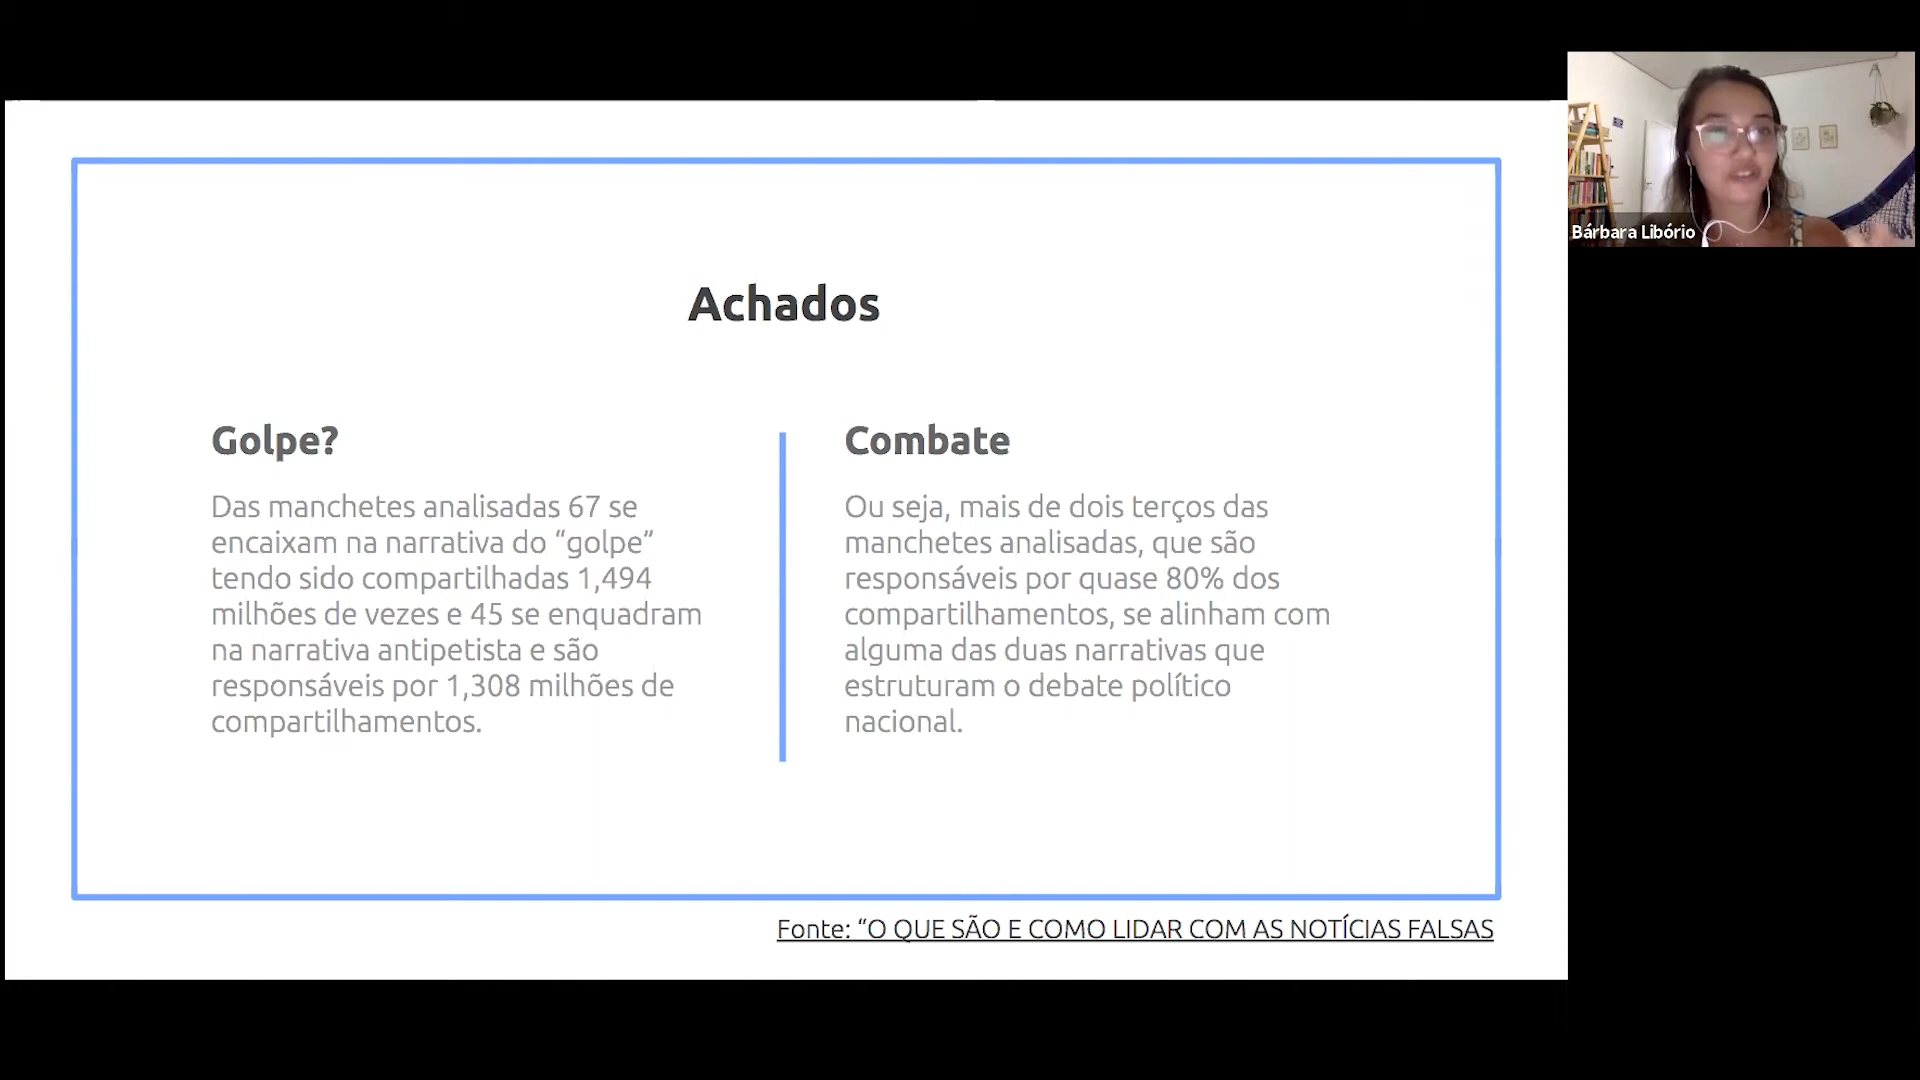 Achados
Golpe?
Das manchetes analisadas 67 se
encaixam na narrativa do “golpe”
tendo sido compartilhadas 1,494
milhões de vezes e 45 se enquadram
na narrativa antipetista e são
responsáveis por 1,308 milhões de
compartilhamentos.
Combate
Ou seja, mais de dois terços das
manchetes analisadas, que são
responsáveis por quase 80% dos
compartilhamentos, se alinham com
alguma das duas narrativas que
estruturam o debate político
nacional.
Fonte: “O QUE SÃO E COMO LIDAR COM AS NOTÍCIAS FALSAS
Bárbara Libório